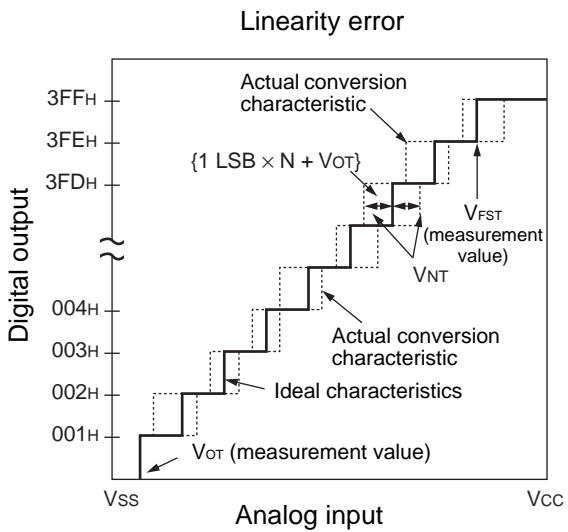 Linearity error
Actual conversion
characteristic
3FFH
3FEH
{1 LSB × N + VOT}
3FDH
VFST
(measurement
value)
VNT
Digital output
004H
Actual conversion
characteristic
003H
002H
Ideal characteristics
001H
VOT (measurement value)
VSS
VCC
Analog input